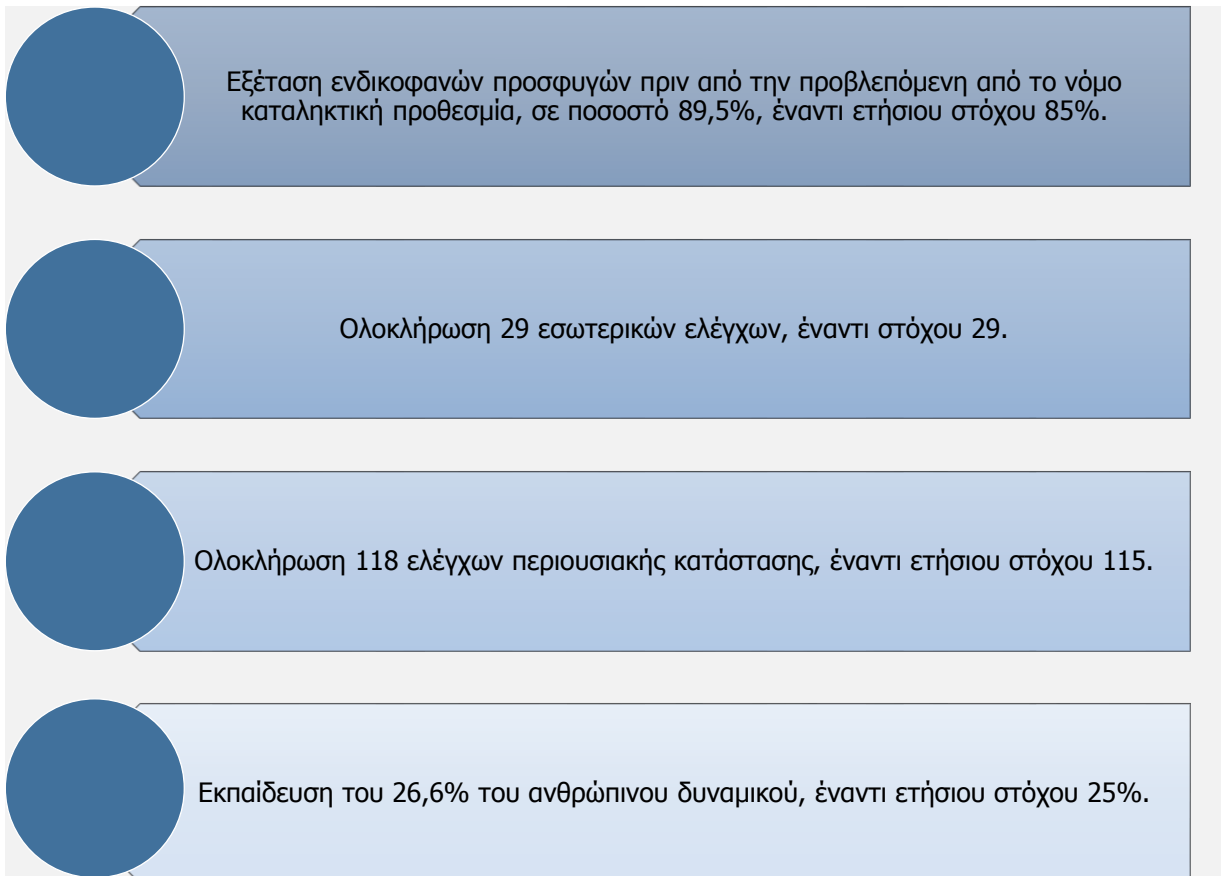 Εξέταση ενδικοφανών προσφυγών πριν από την προβλεπόμενη από το νόμο
καταληκτική προθεσμία, σε ποσοστό 89,5%, έναντι ετήσιου στόχου 85%.
Ολοκλήρωση 29 εσωτερικών ελέγχων, έναντι στόχου 29.
Ολοκλήρωση 118 ελέγχων περιουσιακής κατάστασης, έναντι ετήσιου στόχου 115.
Εκπαίδευση του 26,6% του ανθρώπινου δυναμικού, έναντι ετήσιου στόχου 25%.